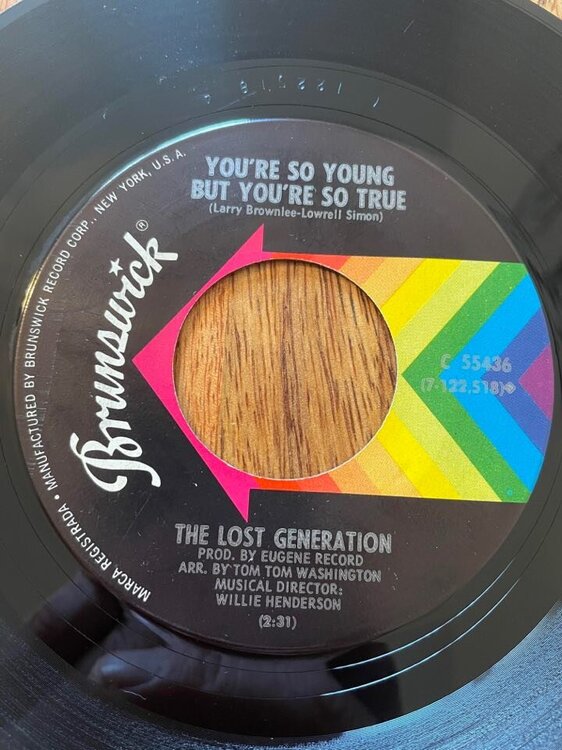 YOU'RE SO YOUNG
BUT YOU'RE SO TRUE
(Larry Brownlee-Lowrell Simon)
Brunswick®
MARCA REGISTRADA • MANUFACTURED BY BRUNSWICK RECORD CORP., NEW YORK, U.S.A.
C 55436
(7-122,518)
THE LOST GENERATION
PROD. BY EUGENE RECORD
ARR. BY TOM TOM WASHINGTON
MUSICAL DIRECTOR:
WILLIE HENDERSON
(2:31)